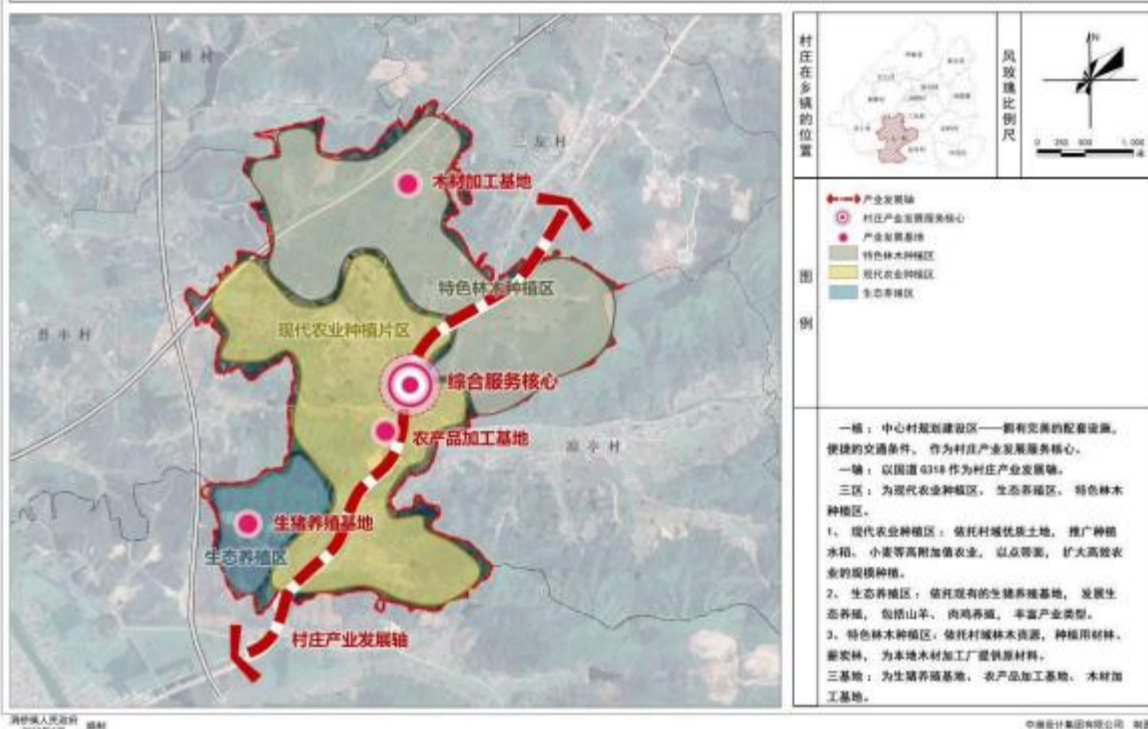 木材加工基地
特色林木种植区
现代农业种植片区
综合服务核心
农产品加工基地
生猪养殖基地
生态养殖区
村庄产业发展轴
村庄在乡镇的位置
风玫瑰比例尺
N
0 250 500 1,000
米
图例
产业发展轴
村庄产业发展服务核心
产业发展基地
特色林木种植区
现代农业种植区
生态养殖区
一核：中心村规划建设区——拥有完美的配套设施，
便捷的交通条件， 作为村庄产业发展服务核心。
一轴：以国道 G318 作为村庄产业发展轴。
三区：为现代农业种植区、 生态养殖区、 特色林木
种植区。
1、 现代农业种植区： 依托村域优质土地， 推广种植
水稻、 小麦等高附加值农业， 以点带面， 扩大高效农
业的规模种植。
2、 生态养殖区： 依托现有的生猪养殖基地， 发展生
态养殖， 包括山羊、 肉鸡养殖， 丰富产业类型。
3、特色林木种植区：依托村域林木资源，种植用材林、
薪炭林， 为本地木材加工厂提供原材料。
三基地：为生猪养殖基地、 农产品加工基地、 木材加
工基地。
编制